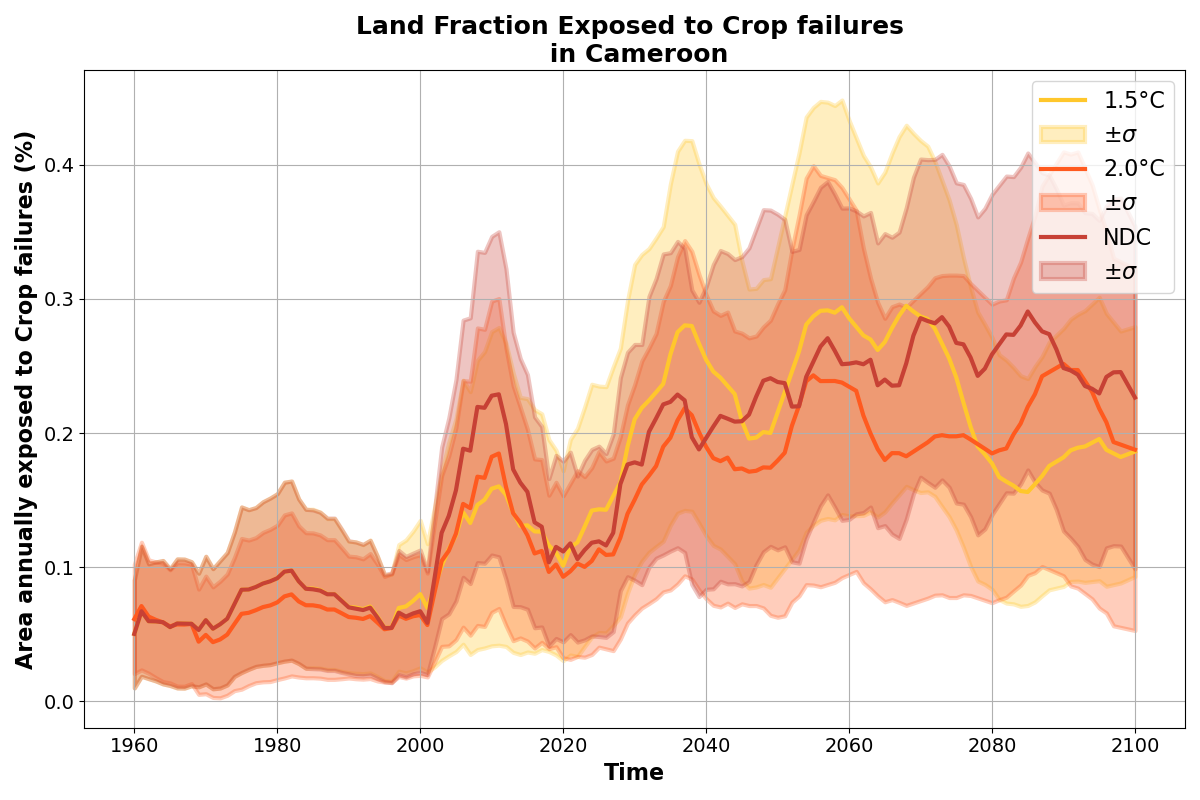 Land Fraction Exposed to Crop failures
in Cameroon
Area annually exposed to Crop failures (%)
0.4
0.3
0.2
0.1
0.0
1.5°C
±σ
2.0°C
±σ
NDC
±σ
1960 1980 2000 2020 2040 2060 2080 2100
Time